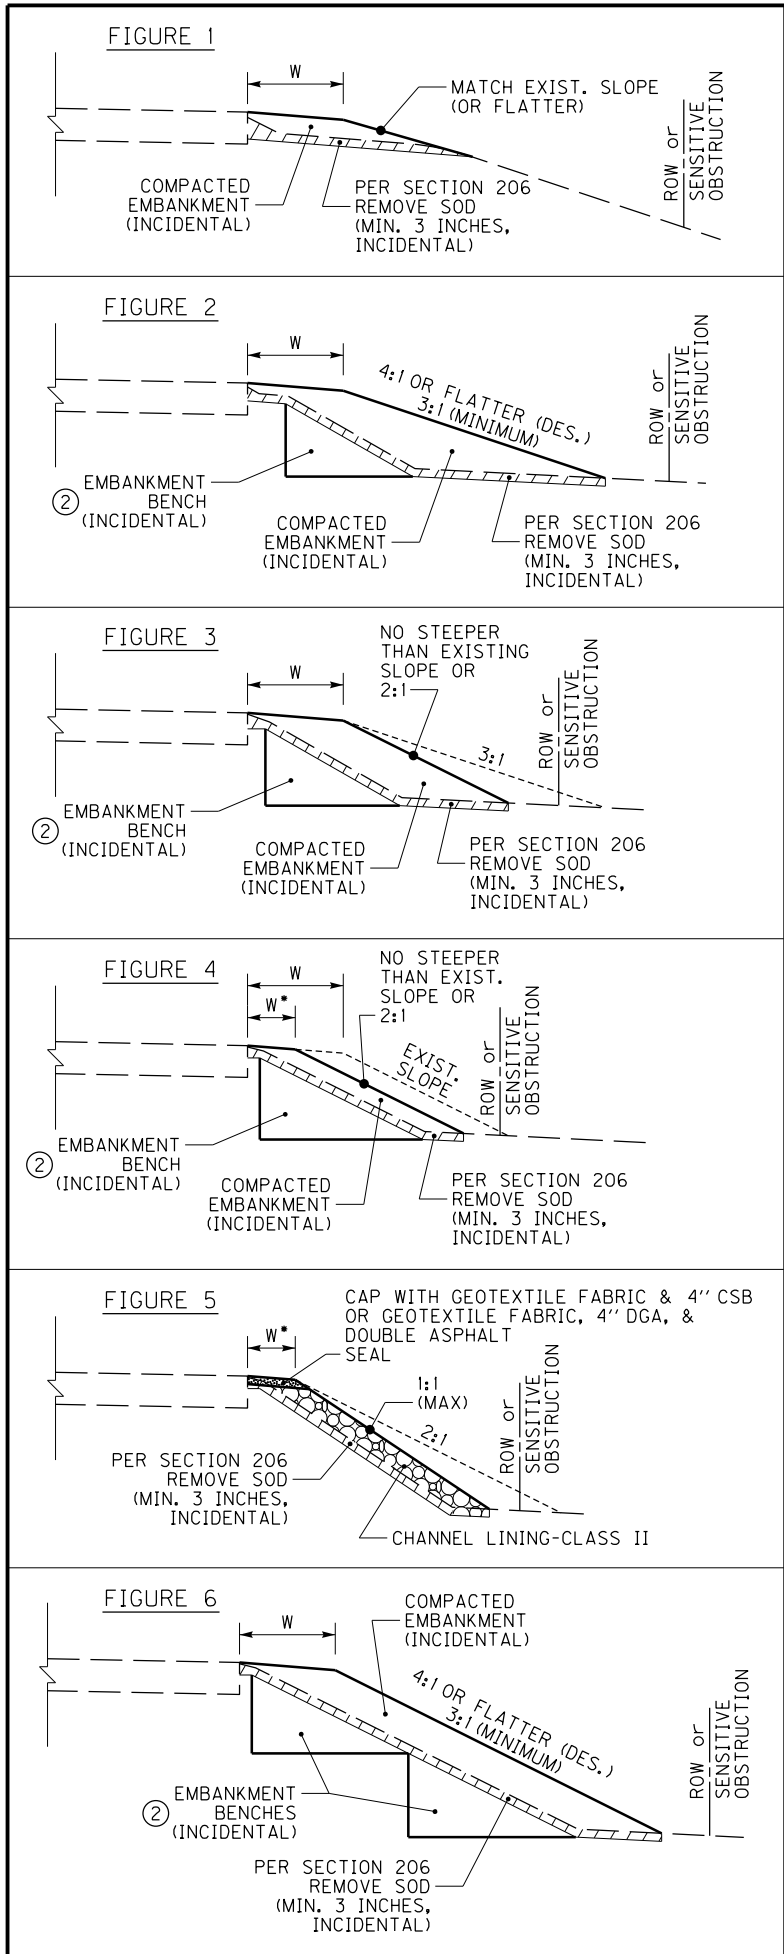 FIGURE 1
W
MATCH EXIST. SLOPE
(OR FLATTER)
ROW or
SENSITIVE
OBSTRUCTION
COMPACTED
EMBANKMENT
(INCIDENTAL)
PER SECTION 206
REMOVE SOD
(MIN. 3 INCHES,
INCIDENTAL)
FIGURE 2
W
4:1 OR FLATTER (DES.)
3:1 (MINIMUM)
ROW or
SENSITIVE
OBSTRUCTION
2
EMBANKMENT
BENCH
(INCIDENTAL)
COMPACTED
EMBANKMENT
(INCIDENTAL)
PER SECTION 206
REMOVE SOD
(MIN. 3 INCHES,
INCIDENTAL)
FIGURE 3
W
NO STEEPER
THAN EXISTING
SLOPE OR
2:1
3:1
ROW or
SENSITIVE
OBSTRUCTION
2
EMBANKMENT
BENCH
(INCIDENTAL)
COMPACTED
EMBANKMENT
(INCIDENTAL)
PER SECTION 206
REMOVE SOD
(MIN. 3 INCHES,
INCIDENTAL)
FIGURE 4
W
W*
NO STEEPER
THAN EXIST.
SLOPE OR
2:1
EXIST.
SLOPE
ROW or
SENSITIVE
OBSTRUCTION
2
EMBANKMENT
BENCH
(INCIDENTAL)
COMPACTED
EMBANKMENT
(INCIDENTAL)
PER SECTION 206
REMOVE SOD
(MIN. 3 INCHES,
INCIDENTAL)
FIGURE 5
W*
CAP WITH GEOTEXTILE FABRIC & 4'' CSB
OR GEOTEXTILE FABRIC, 4'' DGA, &
DOUBLE ASPHALT
SEAL
1:1
(MAX)
2:1
ROW or
SENSITIVE
OBSTRUCTION
PER SECTION 206
REMOVE SOD
(MIN. 3 INCHES,
INCIDENTAL)
CHANNEL LINING-CLASS II
FIGURE 6
W
COMPACTED
EMBANKMENT
(INCIDENTAL)
4:1 OR FLATTER (DES.)
3:1 (MINIMUM)
ROW or
SENSITIVE
OBSTRUCTION
2
EMBANKMENT
BENCHES
(INCIDENTAL)
PER SECTION 206
REMOVE SOD
(MIN. 3 INCHES,
INCIDENTAL)